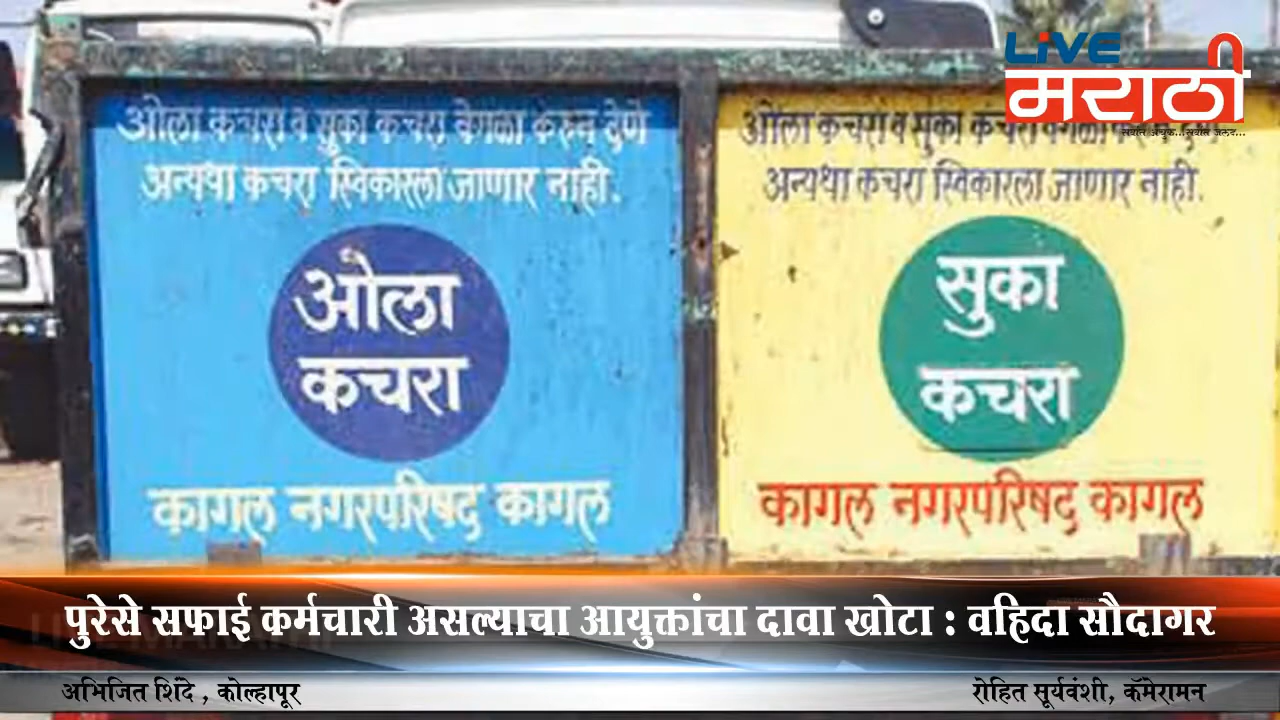 LiVE
मराठी
ओला कचरा व सुका कचरा वेगळा करुन देणे
अन्यथा कचरा स्विकारला जाणार नाही.
ओला
कचरा
कागल नगरपरिषद कागल
ओला कचरा व सुका कचरा
अन्यथा कचरा स्विकारला जाणार नाही.
सुका
कचरा
कागल नगरपरिषद कागल
पुरेसे सफाई कर्मचारी असल्याचा आयुक्तांचा दावा खोटा : वहिदा सौदागर
अभिजित शिंदे , कोल्हापूर
रोहित सूर्यवंशी, कॅमेरामन